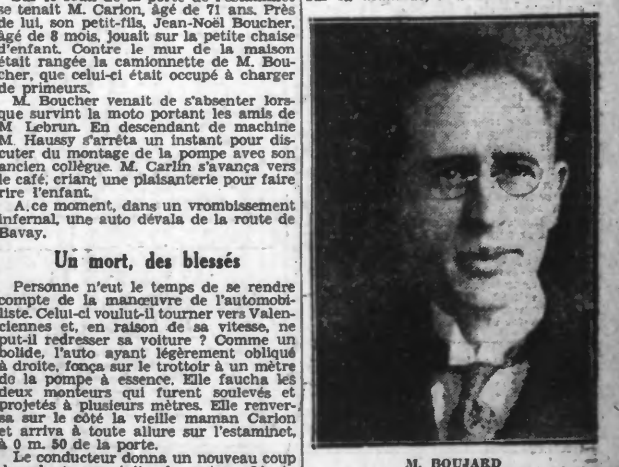 se tenait M. Carlon, âgé de 71 ans. Près
de lui, son petit-fils, Jean-Noël Boucher,
âgé de 8 mois, jouait sur la petite chaise
d'enfant. Contre le mur de la maison
était rangée la camionnette de M. Bou-
cher, que celui-ci était occupé à charger
de primeurs.
M. Boucher venait de s'absenter lors-
que survint la moto portant les amis de
M Lebrun. En descendant de machine
M. Haussy s'arrêta un instant pour dis-
cuter du montage de la pompe avec son
ancien collègue. M. Carlin s'avança vers
le café, criant une plaisanterie pour faire
rire l'enfant.
A ce moment, dans un vrombissement
infernal, une auto dévala de la route de
Bavay.
Un mort, des blessés
Personne n'eut le temps de se rendre
compte de la manœuvre de l'automobi-
liste. Celui-ci voulut-il tourner vers Valen-
ciennes et, en raison de sa vitesse, ne
put-il redresser sa voiture ? Comme un
bolide, l'auto ayant légèrement obliqué
à droite, fonça sur le trottoir à un mètre
de la pompe à essence. Elle faucha les
deux monteurs qui furent soulevés et
projetés à plusieurs mètres. Elle renver-
sa sur le côté la vieille maman Carlon
et arriva à toute allure sur l'estaminet,
à 0 m. 50 de la porte.
Le conducteur donna un nouveau coup
M. BOUJARD